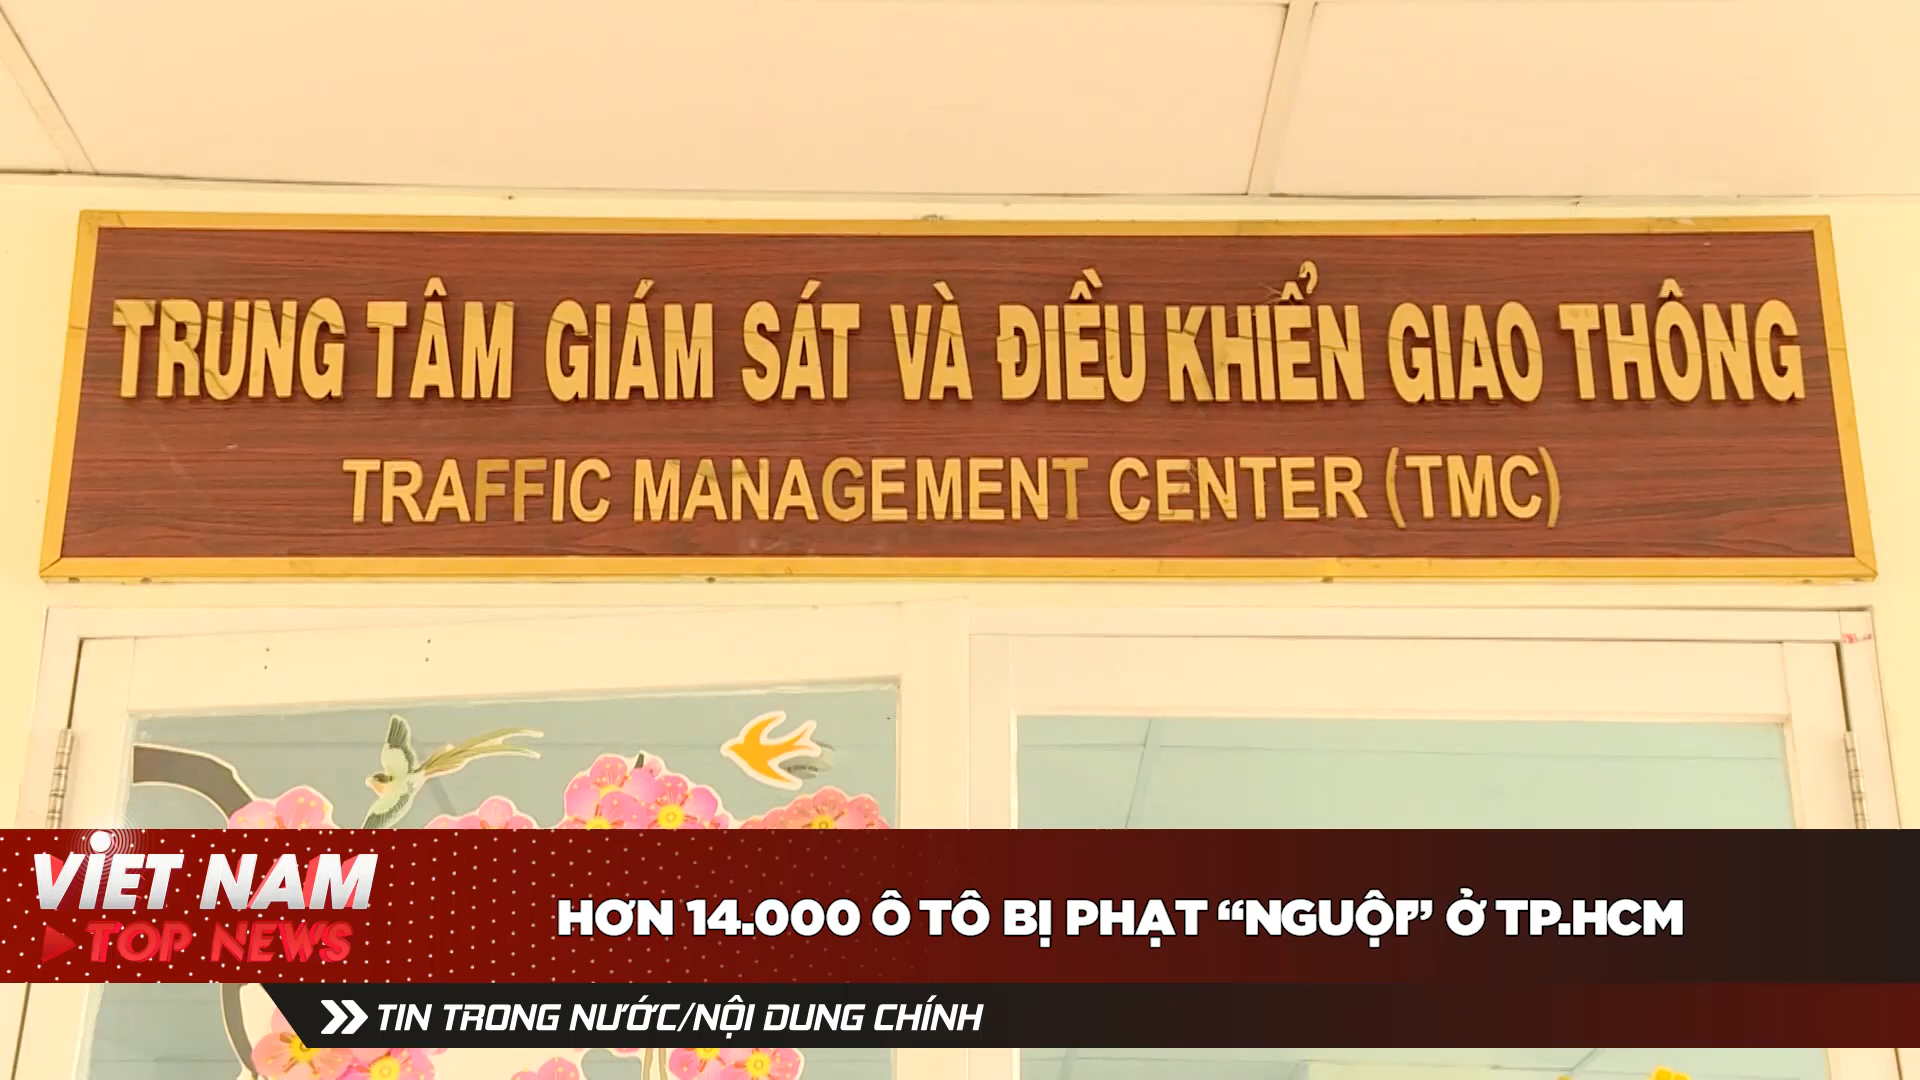 TRUNG TÂM GIÁM SÁT VÀ ĐIỀU KHIỂN GIAO THÔNG
TRAFFIC MANAGEMENT CENTER (TMC)
VIỆT NAM
TOP NEWS
HƠN 14.000 Ô TÔ BỊ PHẠT “NGUỘI” Ở TP.HCM
TIN TRONG NƯỚC/NỘI DUNG CHÍNH